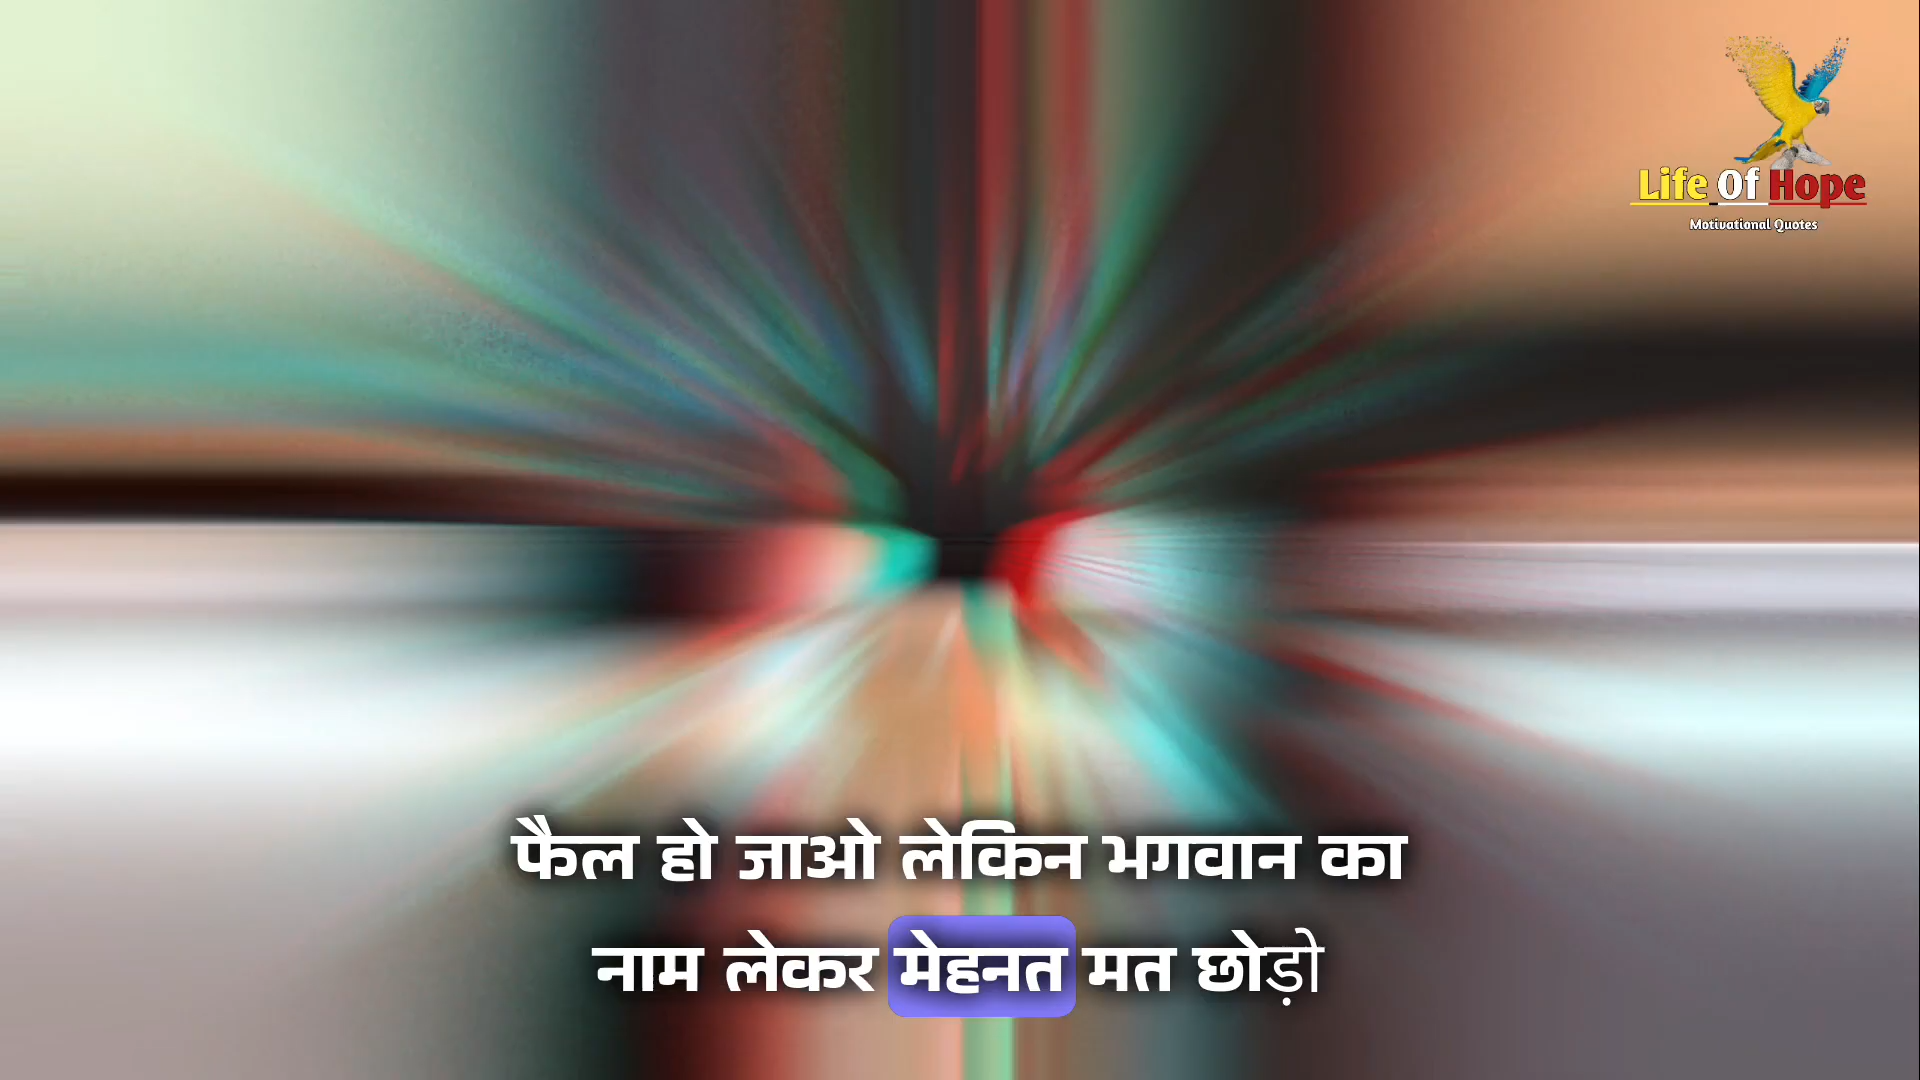 Life Of Hope
Motivational Quotes
फैल हो जाओ लेकिन भगवान का
नाम लेकर मेहनत मत छोड़ो